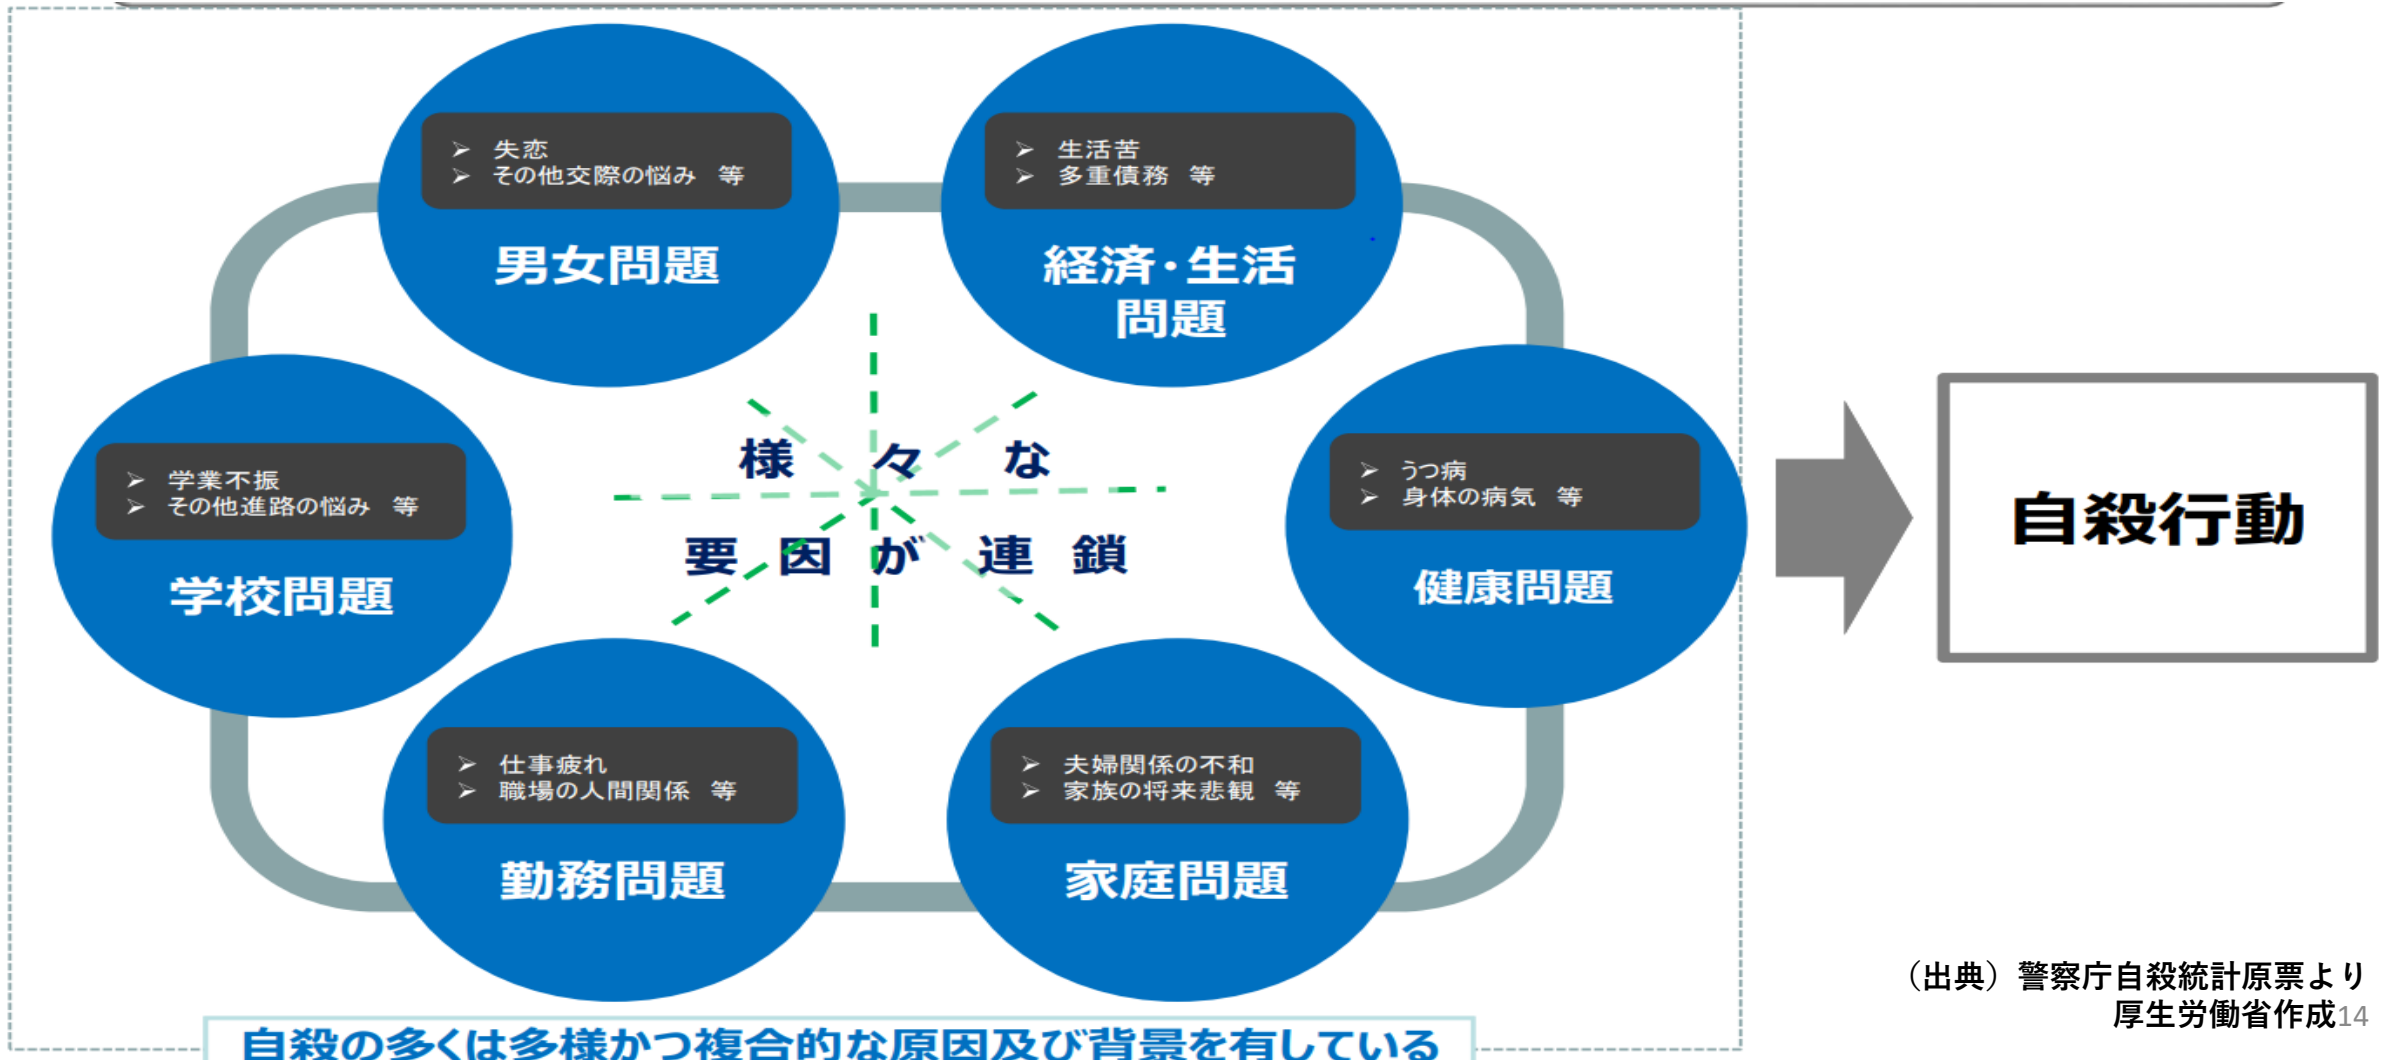 ➢ 失恋
➢ その他交際の悩み 等
男女問題
➢ 生活苦
➢ 多重債務 等
経済・生活
問題
➢ 学業不振
➢ その他進路の悩み 等
学校問題
様々な
要因が連鎖
➢ うつ病
➢ 身体の病気 等
健康問題
自殺行動
➢ 仕事疲れ
➢ 職場の人間関係 等
勤務問題
➢ 夫婦関係の不和
➢ 家族の将来悲観 等
家庭問題
（出典）警察庁自殺統計原票より
厚生労働省作成14
自殺の多くは多様かつ複合的な原因及び背景を有している